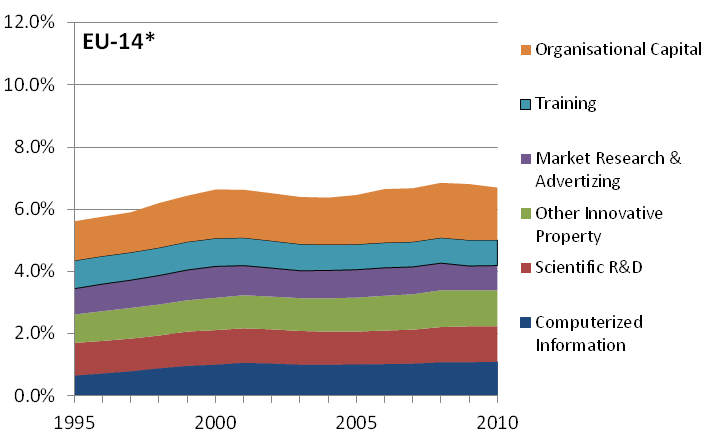 12.0%
EU-14*
10.0%
8.0%
6.0%
4.0%
2.0%
0.0%
1995
2000
2005
2010
Organisational Capital
Training
Market Research &
Advertizing
Other Innovative
Property
Scientific R&D
Computerized
Information